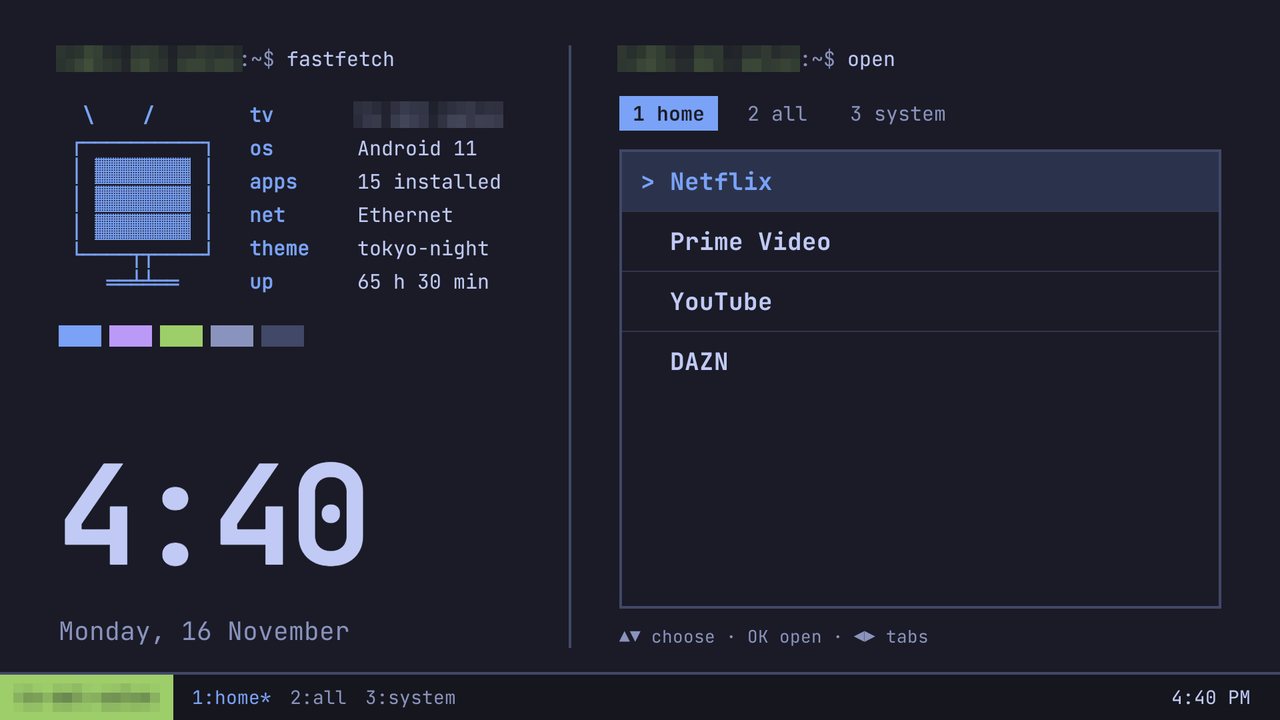 :~$ fastfetch
tv
os Android 11
apps 15 installed
net Ethernet
theme tokyo-night
up 65 h 30 min
4:40
Monday, 16 November
:~$ open
1 home 2 all 3 system
> Netflix
Prime Video
YouTube
DAZN
▲▼ choose · OK open · ◀▶ tabs
1:home* 2:all 3:system 4:40 PM